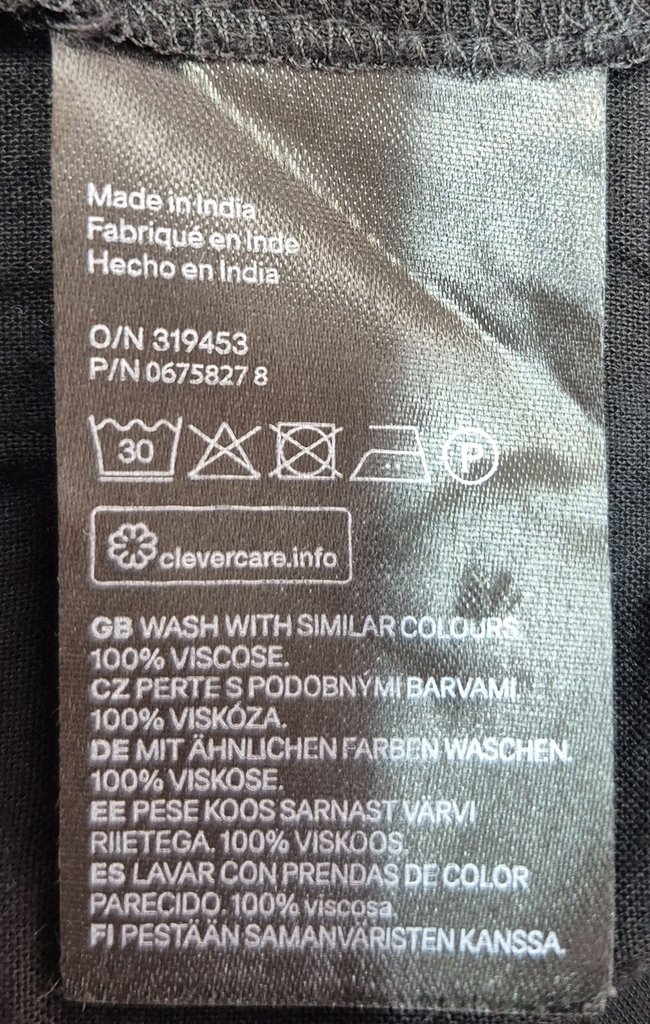 Made in India
Fabriqué en Inde
Hecho en India
O/N 319453
P/N 0675827 8
30 P
clevercare.info
GB WASH WITH SIMILAR COLOURS.
100% VISCOSE.
CZ PERTE S PODOBNÝMI BARVAMI.
100% VISKÓZA.
DE MIT ÄHNLICHEN FARBEN WASCHEN.
100% VISKOSE.
EE PESE KOOS SARNAST VÄRVI
RIIETEGA. 100% VISKOOS.
ES LAVAR CON PRENDAS DE COLOR
PARECIDO. 100% viscosa.
FI PESTÄÄN SAMANVÄRISTEN KANSSA.